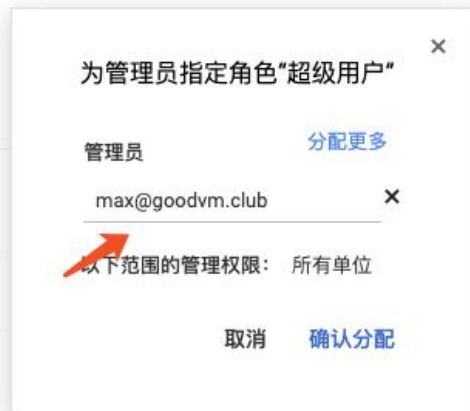 为管理员指定角色“超级用户”
分配更多
管理员
max@goodvm.club
以下范围的管理权限： 所有单位
取消 确认分配